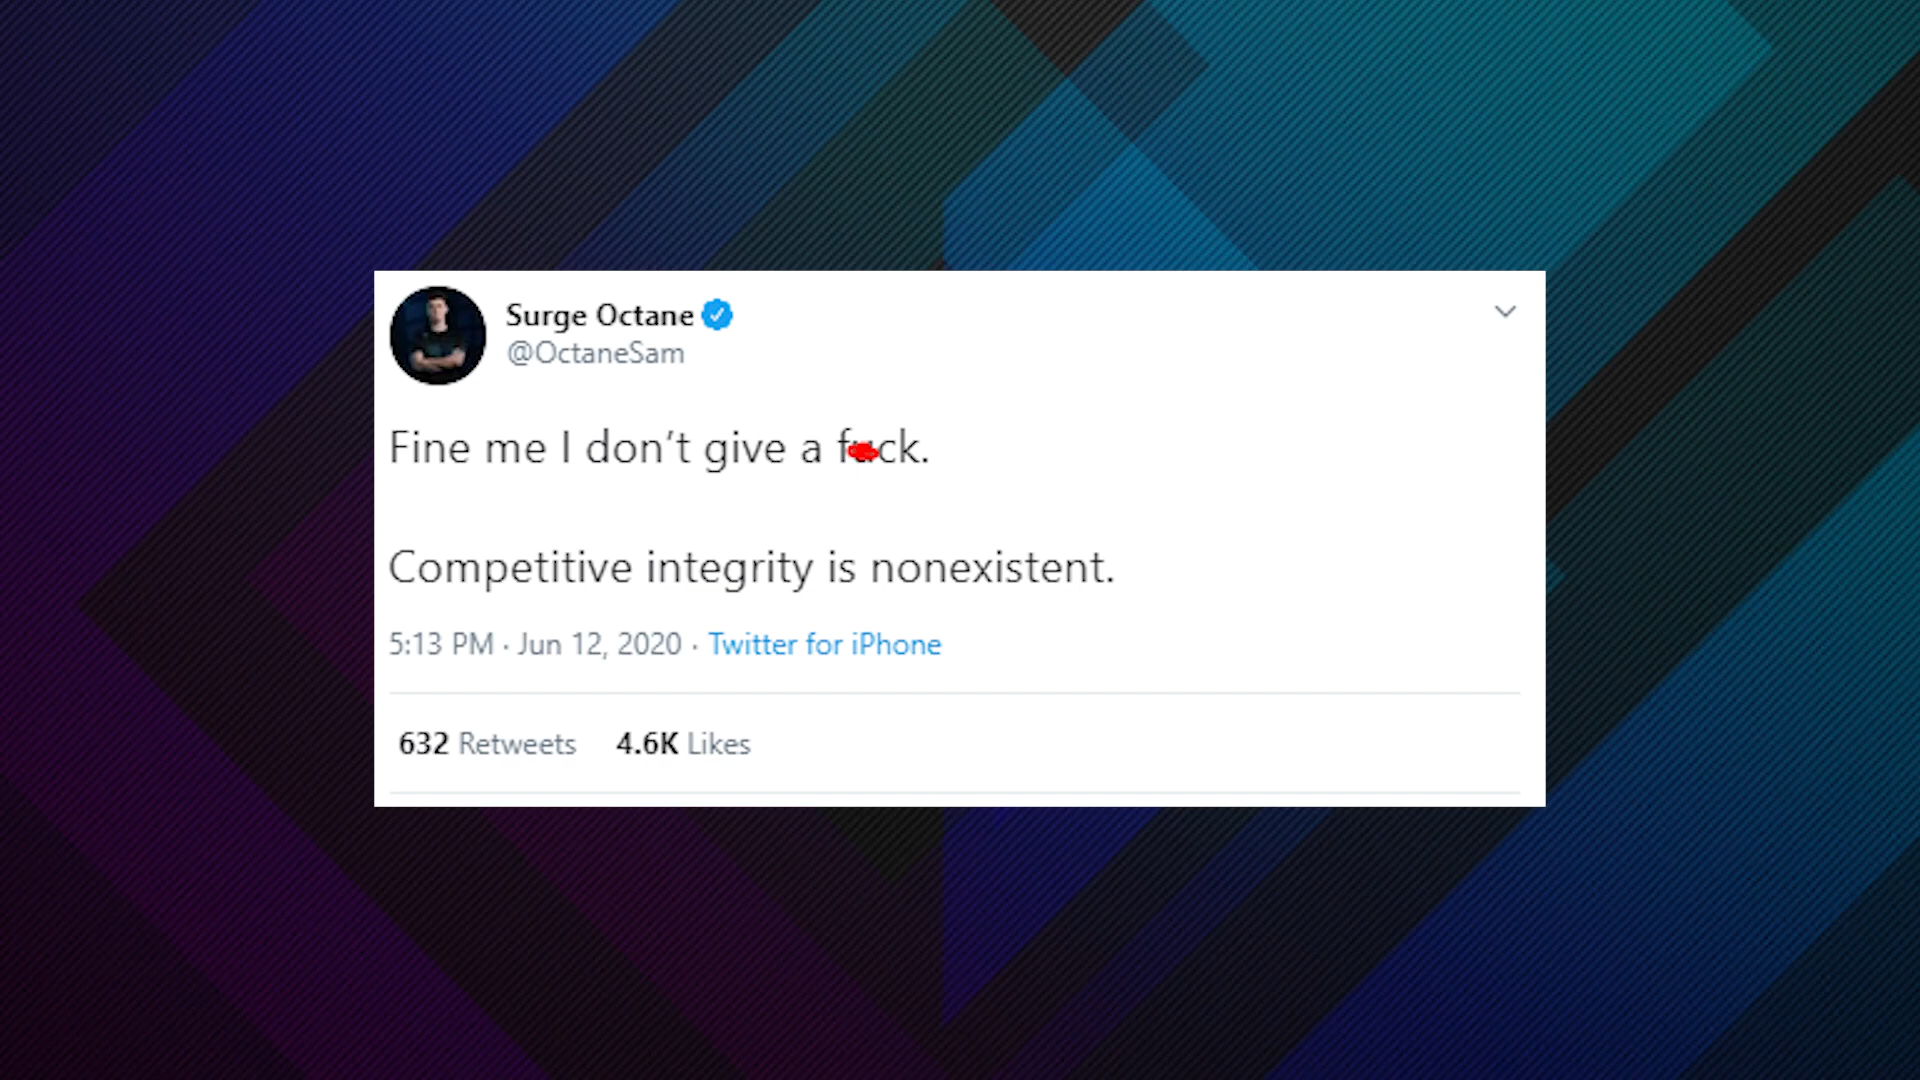 Surge Octane
@OctaneSam
Fine me I don’t give a fuck.
Competitive integrity is nonexistent.
5:13 PM · Jun 12, 2020 · Twitter for iPhone
632 Retweets 4.6K Likes